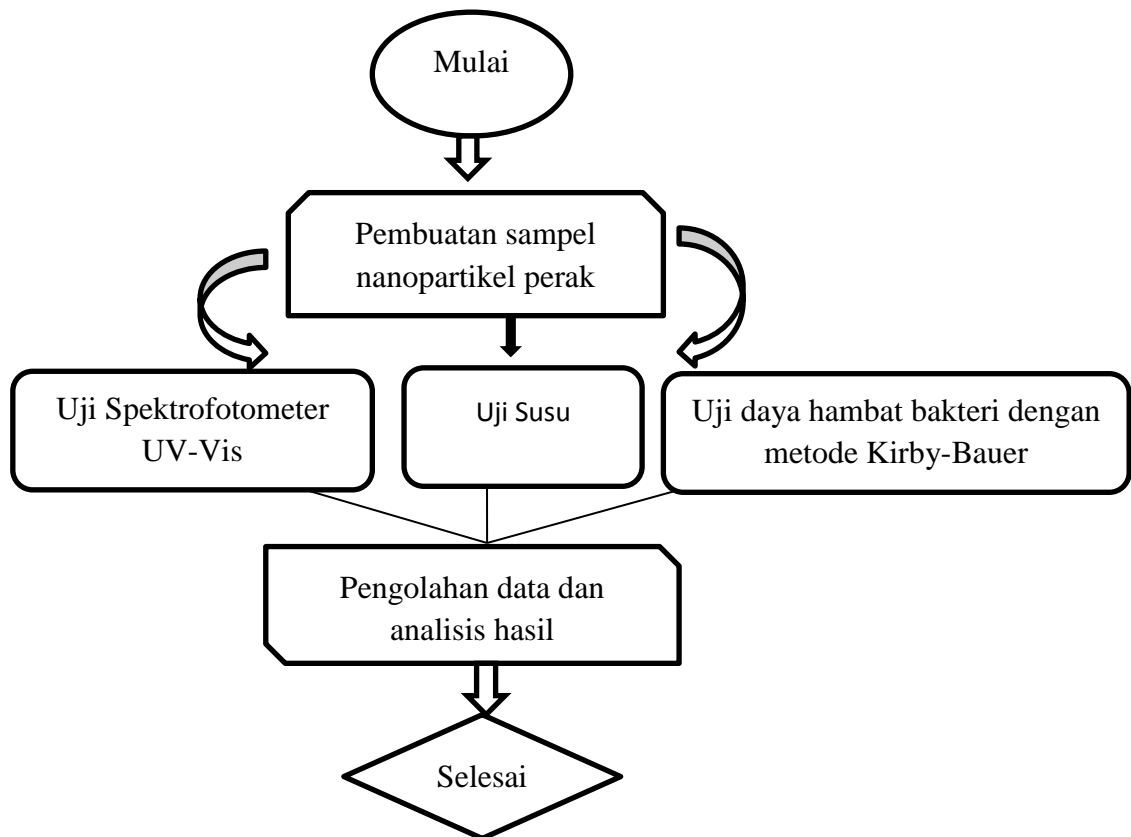 Mulai
Pembuatan sampel
nanopartikel perak
Uji Spektrofotometer
UV-Vis
Uji Susu
Uji daya hambat bakteri dengan
metode Kirby-Bauer
Pengolahan data dan
analisis hasil
Selesai